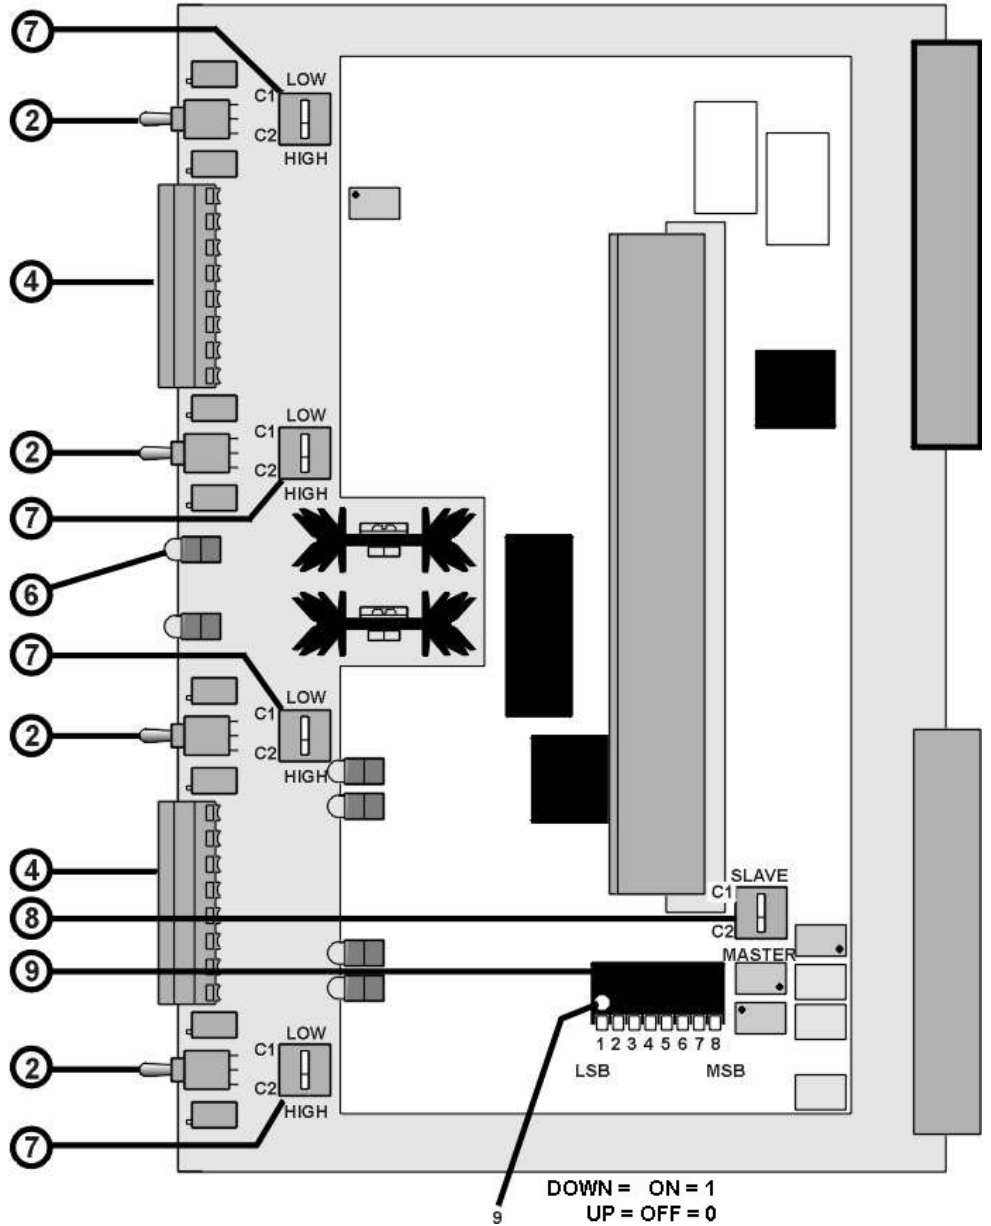 7
LOW
C1
2
C2
HIGH
4
LOW
C1
2
C2
HIGH
7
6
7
LOW
C1
2
C2
HIGH
4
SLAVE
C1
8
C2
MASTER
9
1 2 3 4 5 6 7 8
LSB MSB
LOW
C1
2
C2
HIGH
7
DOWN = ON = 1
9
UP = OFF = 0